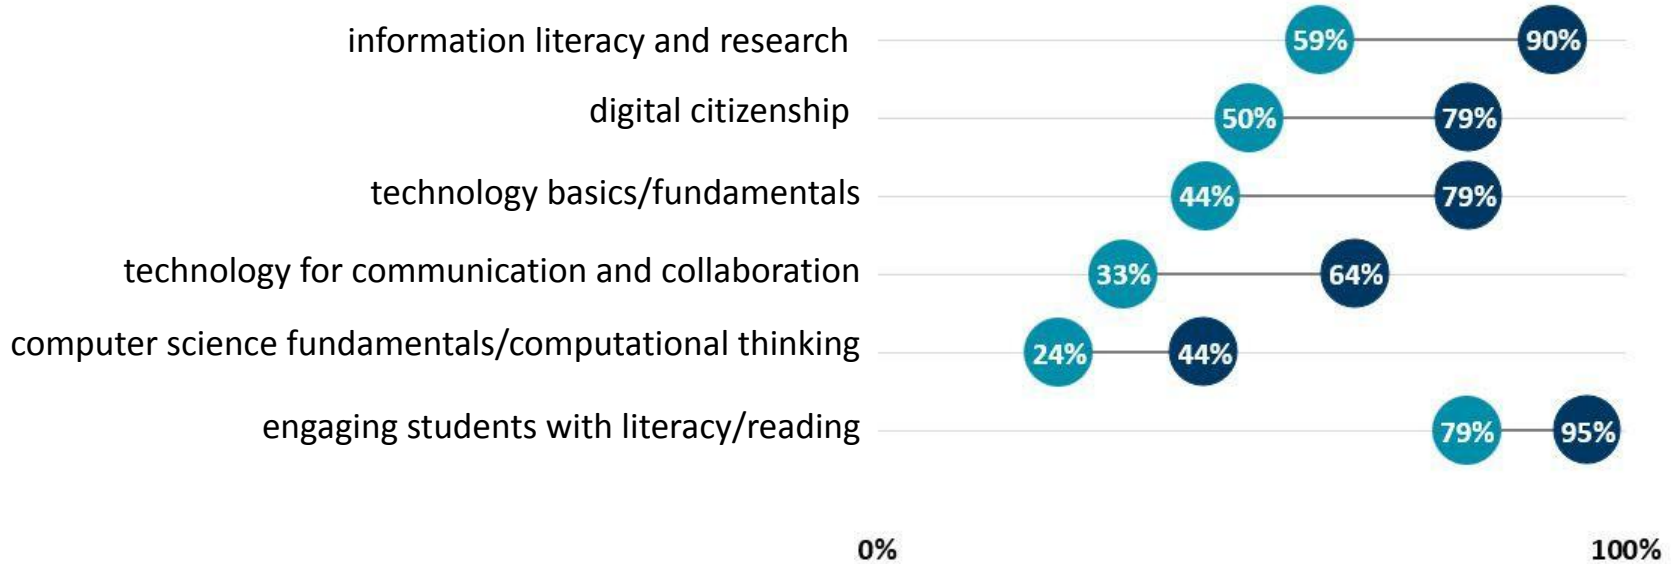 information literacy and research 59% 90%
digital citizenship 50% 79%
technology basics/fundamentals 44% 79%
technology for communication and collaboration 33% 64%
computer science fundamentals/computational thinking 24% 44%
engaging students with literacy/reading 79% 95%
0% 100%